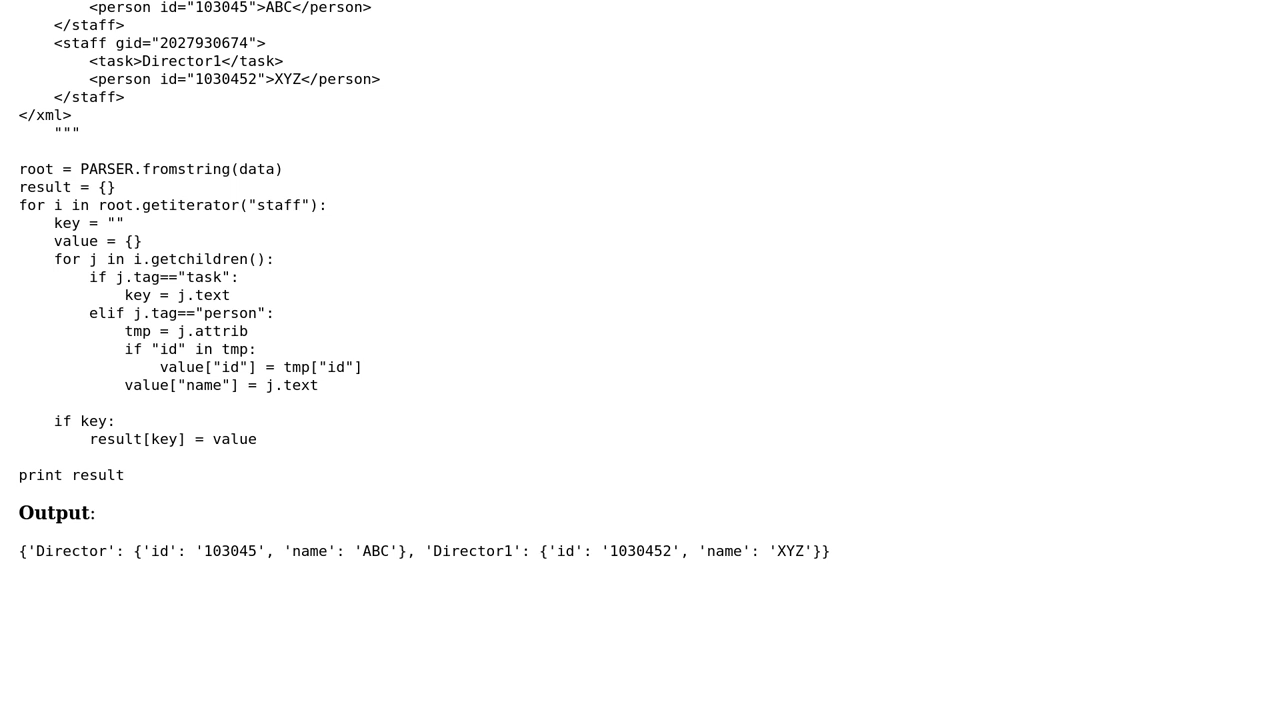 <person id="103045">ABC</person>
    </staff>
    <staff gid="2027930674">
        <task>Director1</task>
        <person id="1030452">XYZ</person>
    </staff>
</xml>
    """

root = PARSER.fromstring(data)
result = {}
for i in root.getiterator("staff"):
    key = ""
    value = {}
    for j in i.getchildren():
        if j.tag=="task":
            key = j.text
        elif j.tag=="person":
            tmp = j.attrib
            if "id" in tmp:
                value["id"] = tmp["id"]
            value["name"] = j.text

    if key:
        result[key] = value

print result

Output:

{'Director': {'id': '103045', 'name': 'ABC'}, 'Director1': {'id': '1030452', 'name': 'XYZ'}}